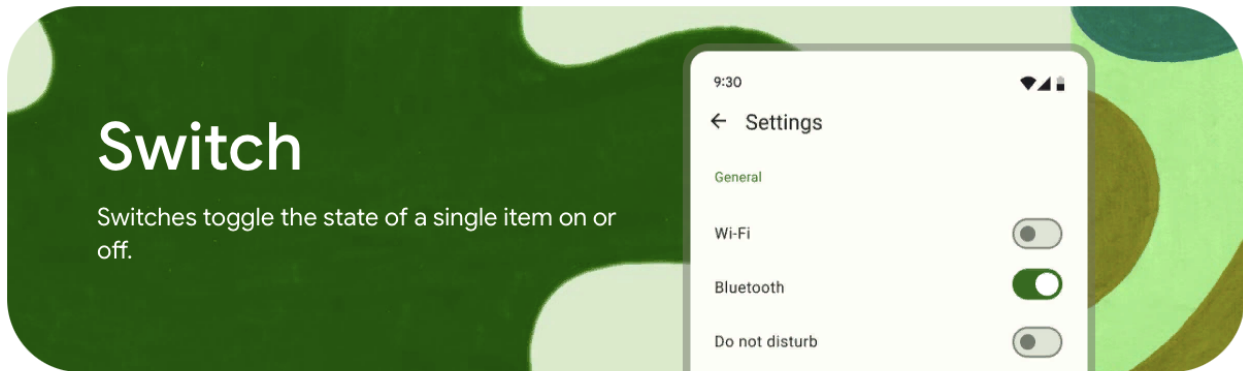 Switch
Switches toggle the state of a single item on or
off.
9:30
Settings
General
Wi-Fi
Bluetooth
Do not disturb